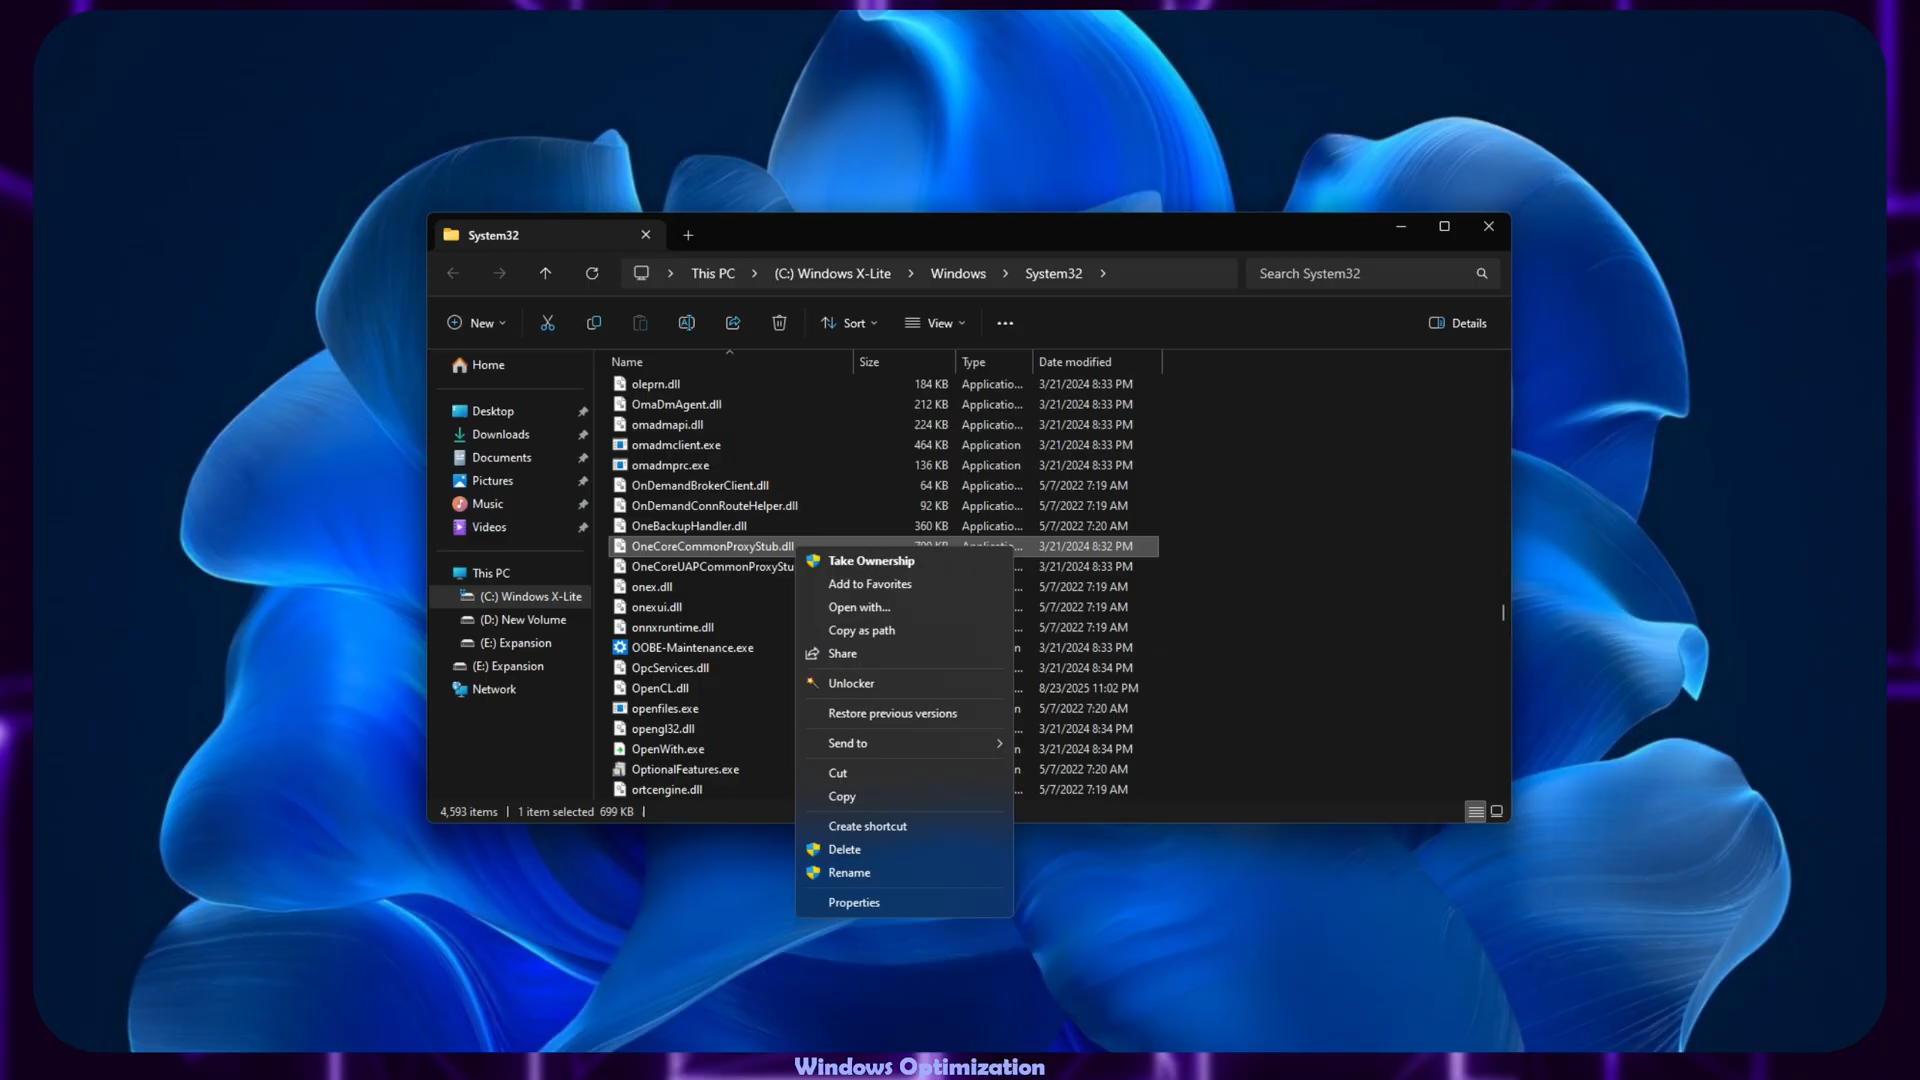 System32
This PC
(C:) Windows X-Lite
Windows
System32
Search System32
New
Sort
View
Details
Home
Desktop
Downloads
Documents
Pictures
Music
Videos
This PC
(C:) Windows X-Lite
(D:) New Volume
(E:) Expansion
(E:) Expansion
Network
Name Size Type Date modified
oleprn.dll 184 KB Applicatio... 3/21/2024 8:33 PM
OmaDmAgent.dll 212 KB Applicatio... 3/21/2024 8:33 PM
omadmapi.dll 224 KB Applicatio... 3/21/2024 8:33 PM
omadmclient.exe 464 KB Application 3/21/2024 8:33 PM
omadmprc.exe 136 KB Application 3/21/2024 8:33 PM
OnDemandBrokerClient.dll 64 KB Applicatio... 5/7/2022 7:19 AM
OnDemandConnRouteHelper.dll 92 KB Applicatio... 5/7/2022 7:19 AM
OneBackupHandler.dll 360 KB Applicatio... 5/7/2022 7:20 AM
OneCoreCommonProxyStub.dll 700 KB Applicatio... 3/21/2024 8:32 PM
OneCoreUAPCommonProxyStu ... 3/21/2024 8:33 PM
onex.dll ... 5/7/2022 7:19 AM
onexui.dll ... 5/7/2022 7:19 AM
onnxruntime.dll ... 5/7/2022 7:19 AM
OOBE-Maintenance.exe n 3/21/2024 8:33 PM
OpcServices.dll ... 3/21/2024 8:34 PM
OpenCL.dll ... 8/23/2025 11:02 PM
openfiles.exe n 5/7/2022 7:20 AM
opengl32.dll ... 3/21/2024 8:34 PM
OpenWith.exe n 3/21/2024 8:34 PM
OptionalFeatures.exe n 5/7/2022 7:20 AM
ortcengine.dll ... 5/7/2022 7:19 AM
Take Ownership
Add to Favorites
Open with...
Copy as path
Share
Unlocker
Restore previous versions
Send to
Cut
Copy
Create shortcut
Delete
Rename
Properties
4,593 items
1 item selected 699 KB
Windows Optimization